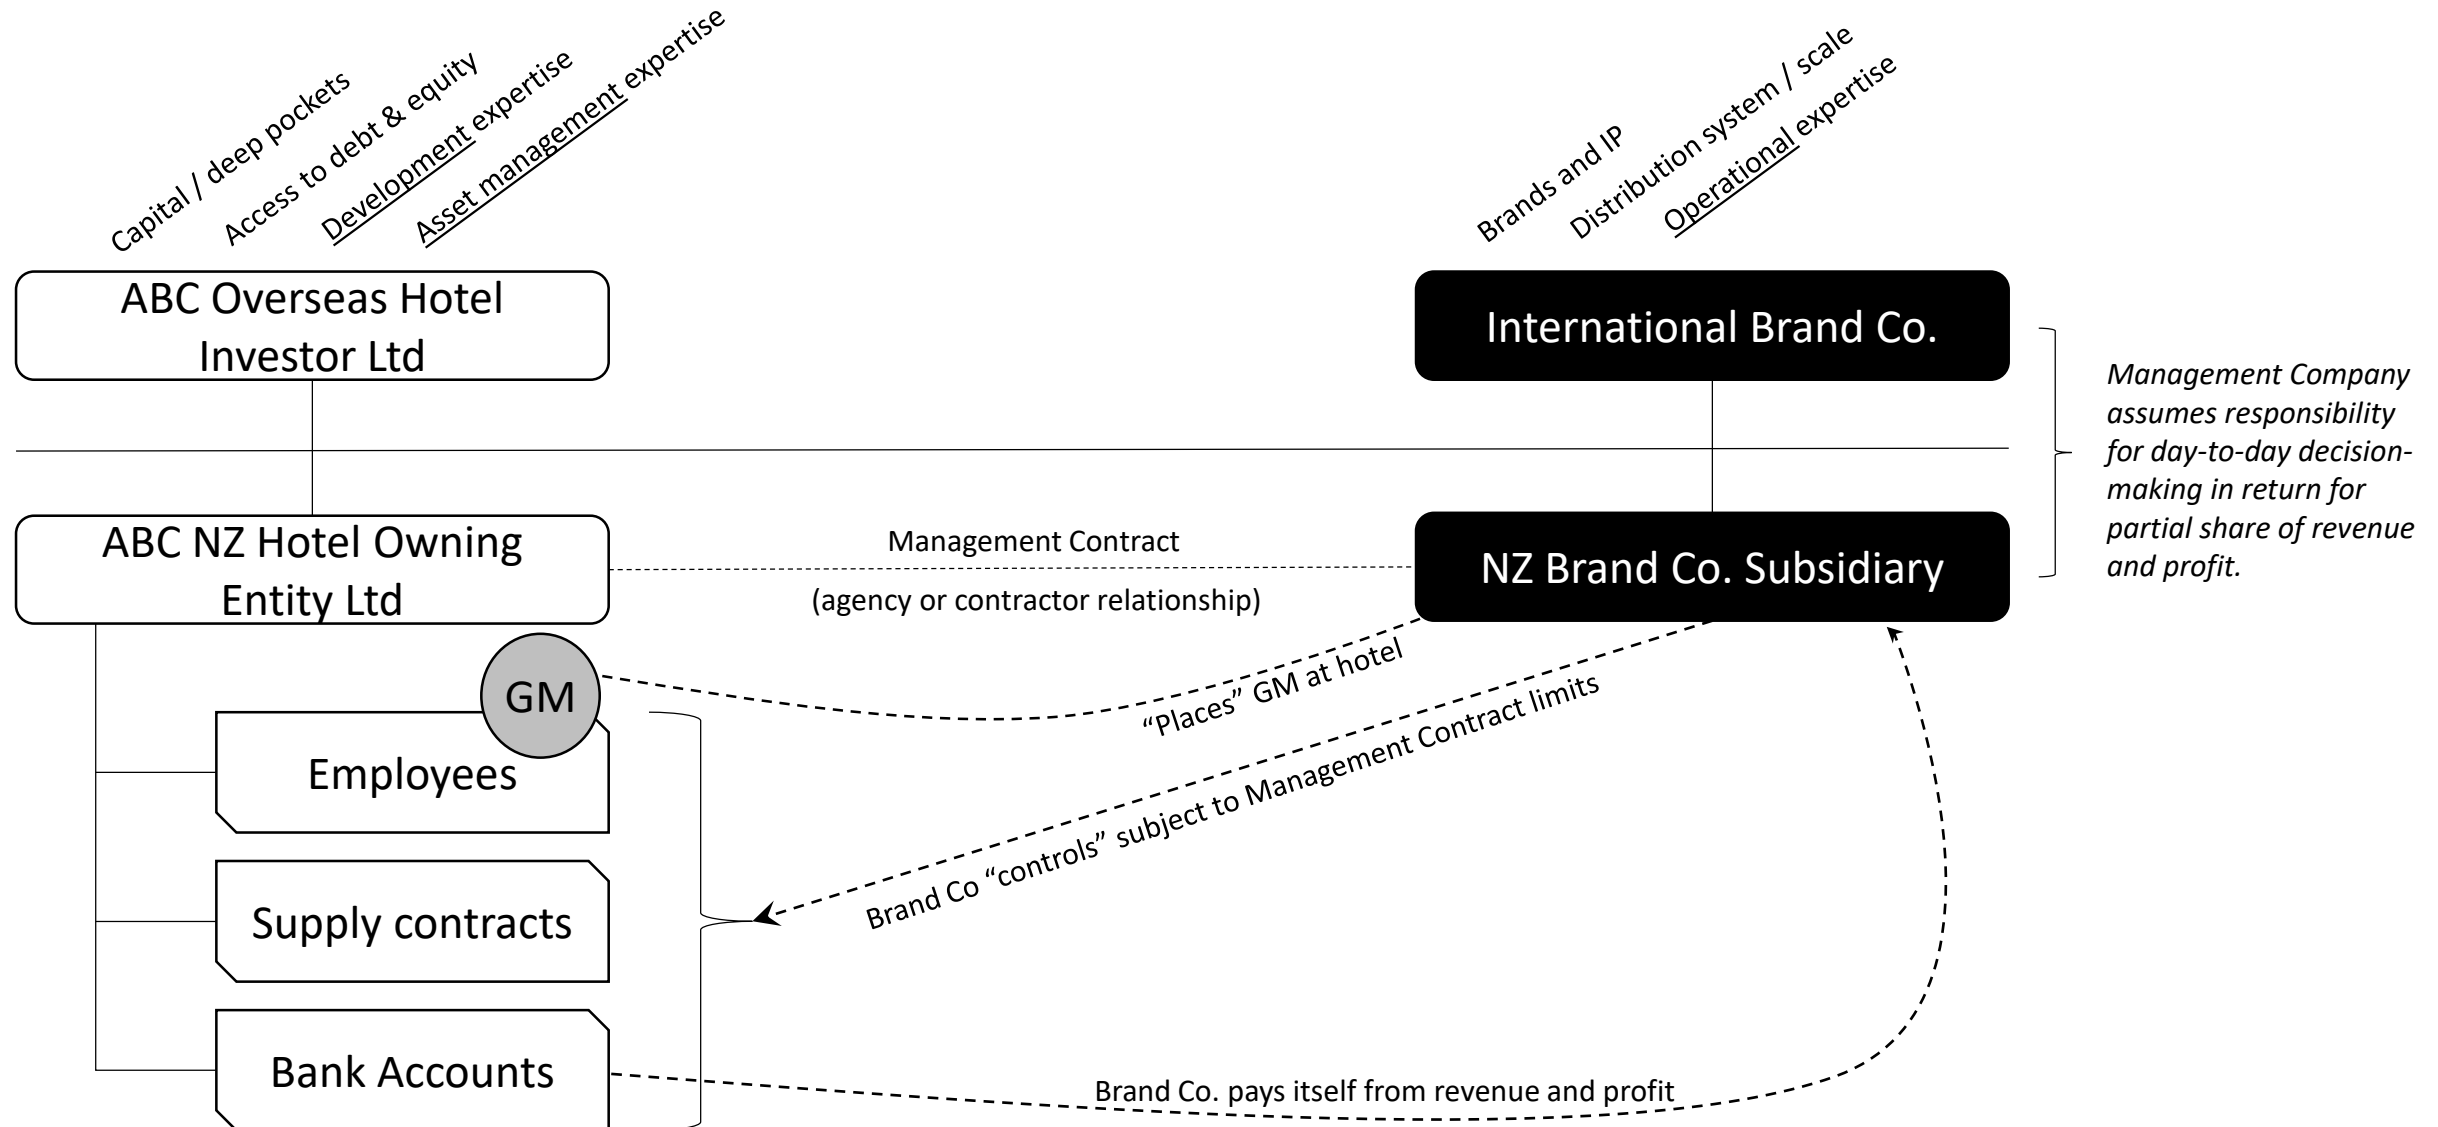 Capital / deep pockets
Access to debt & equity
Development expertise
Asset management expertise
Brands and IP
Distribution system / scale
Operational expertise
ABC Overseas Hotel
Investor Ltd
International Brand Co.
Management Company
assumes responsibility
for day-to-day decision-
making in return for
partial share of revenue
and profit.
ABC NZ Hotel Owning
Entity Ltd
Management Contract
(agency or contractor relationship)
NZ Brand Co. Subsidiary
GM
“Places” GM at hotel
Brand Co “controls” subject to Management Contract limits
Employees
Supply contracts
Bank Accounts
Brand Co. pays itself from revenue and profit